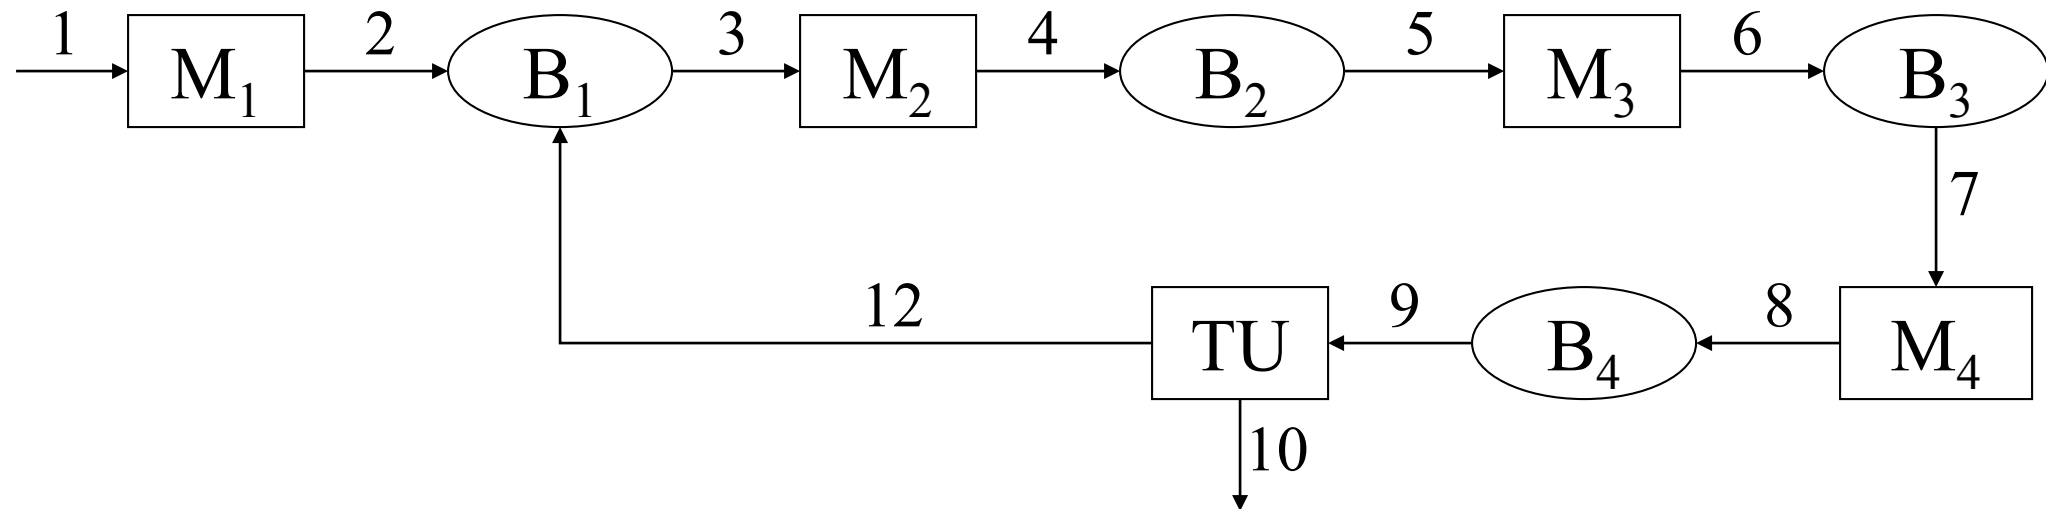 1 M₁ 2 B₁ 3 M₂ 4 B₂ 5 M₃ 6 B₃
7
12 TU 9 B₄ 8 M₄
10